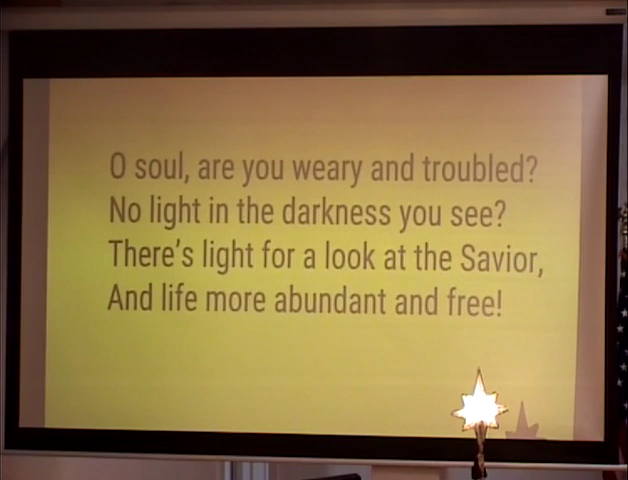 O soul, are you weary and troubled?
No light in the darkness you see?
There's light for a look at the Savior,
And life more abundant and free!